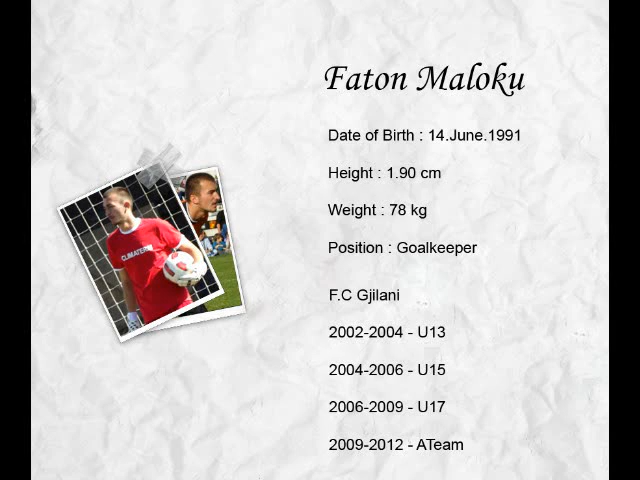 Faton Maloku
Date of Birth : 14.June.1991
Height : 1.90 cm
Weight : 78 kg
Position : Goalkeeper
F.C Gjilani
2002-2004 - U13
2004-2006 - U15
2006-2009 - U17
2009-2012 - ATeam